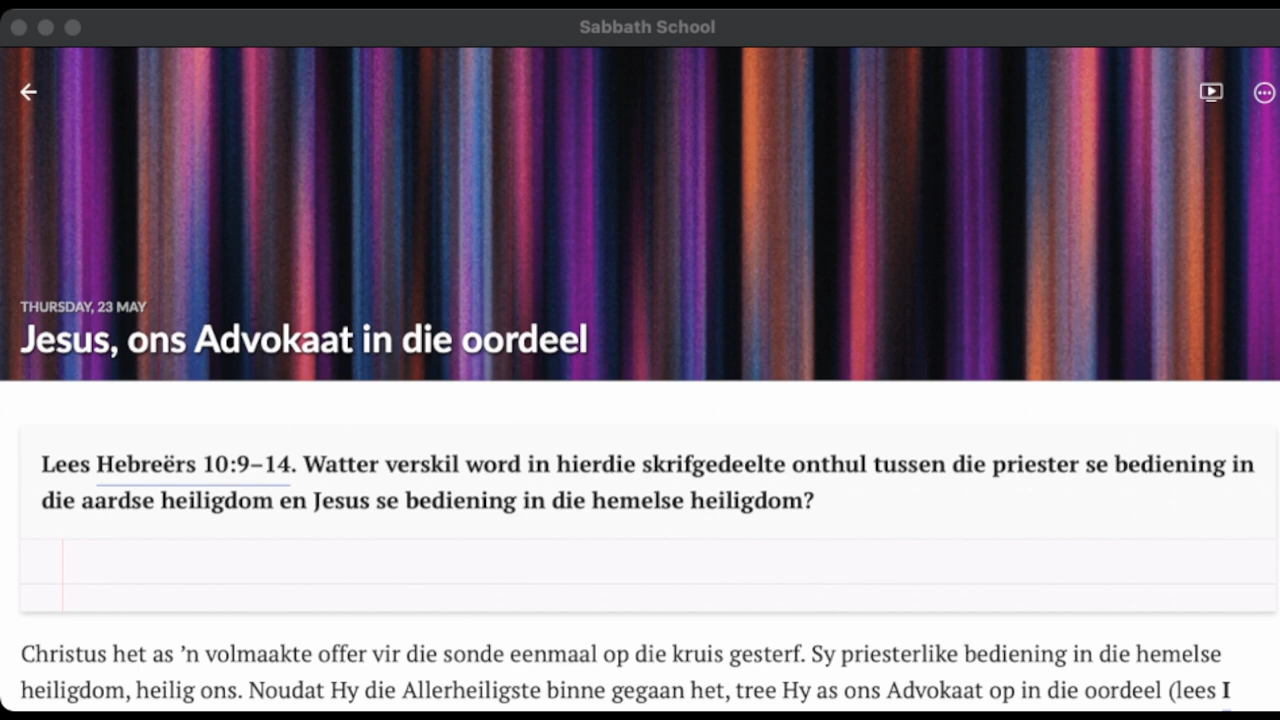 Sabbath School
THURSDAY, 23 MAY
Jesus, ons Advokaat in die oordeel
Lees Hebreërs 10:9–14. Watter verskil word in hierdie skrifgedeelte onthul tussen die priester se bediening in
die aardse heiligdom en Jesus se bediening in die hemelse heiligdom?
Christus het as ’n volmaakte offer vir die sonde eenmaal op die kruis gesterf. Sy priesterlike bediening in die hemelse
heiligdom, heilig ons. Noudat Hy die Allerheiligste binne gegaan het, tree Hy as ons Advokaat op in die oordeel (lees I